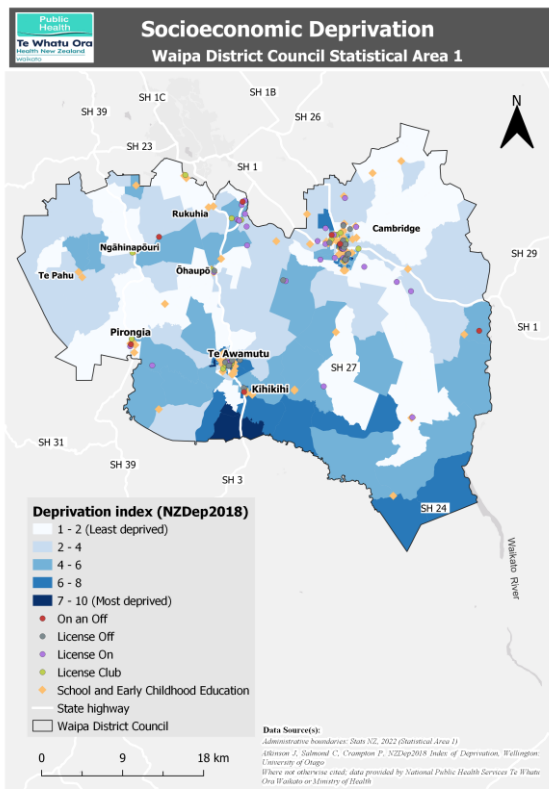 Public
Health
Te Whatu Ora
Health New Zealand
Waikato
Socioeconomic Deprivation
Waipa District Council Statistical Area 1
SH 1B
SH 1C
SH 39
SH 26
N
SH 23
SH 1
Rukuhia
Cambridge
Ngāhinapōuri
SH 29
Te Pahu
Ōhaupō
SH 1
Pirongia
Te Awamutu
SH 27
Kihikihi
SH 31
SH 39
SH 3
SH 24
Waikato River
Deprivation index (NZDep2018)
1 - 2 (Least deprived)
2 - 4
4 - 6
6 - 8
7 - 10 (Most deprived)
On an Off
License Off
License On
License Club
School and Early Childhood Education
State highway
Waipa District Council
0 9 18 km
Data Source(s):
Administrative boundaries: Stats NZ, 2022 (Statistical Area 1)
Atkinson J, Salmond C, Crampton P, NZDep2018 Index of Deprivation, Wellington:
University of Otago
Where not otherwise cited; data provided by National Public Health Services Te Whatu
Ora Waikato or Ministry of Health